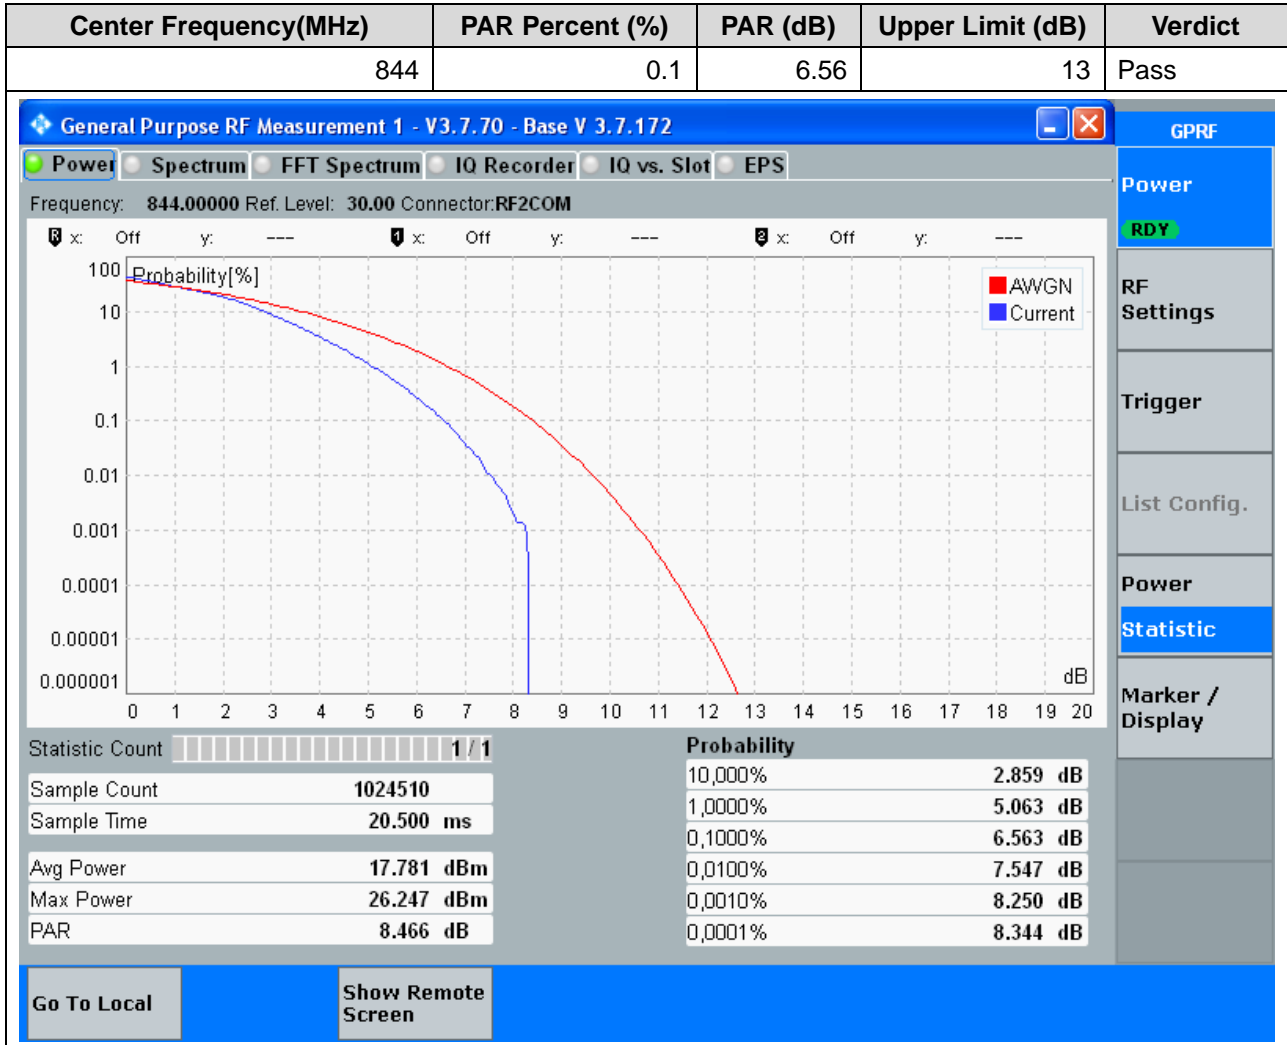 Center Frequency(MHz) PAR Percent (%) PAR (dB) Upper Limit (dB) Verdict
844 0.1 6.56 13 Pass
General Purpose RF Measurement 1 - V3.7.70 - Base V 3.7.172
GPRF
Power Spectrum FFT Spectrum IQ Recorder IQ vs. Slot EPS
Power
RDY
Frequency: 844.00000 Ref. Level: 30.00 Connector:RF2COM
R x: Off y: --- 1 x: Off y: --- 2 x: Off y: ---
Probability[%]
AWGN
Current
100
10
1
0.1
0.01
0.001
0.0001
0.00001
0.000001
dB
0 1 2 3 4 5 6 7 8 9 10 11 12 13 14 15 16 17 18 19 20
RF
Settings
Trigger
List Config.
Power
Statistic
Marker /
Display
Statistic Count 1 / 1
Sample Count 1024510
Sample Time 20.500 ms
Avg Power 17.781 dBm
Max Power 26.247 dBm
PAR 8.466 dB
Probability
10,000% 2.859 dB
1,0000% 5.063 dB
0,1000% 6.563 dB
0,0100% 7.547 dB
0,0010% 8.250 dB
0,0001% 8.344 dB
Go To Local
Show Remote
Screen